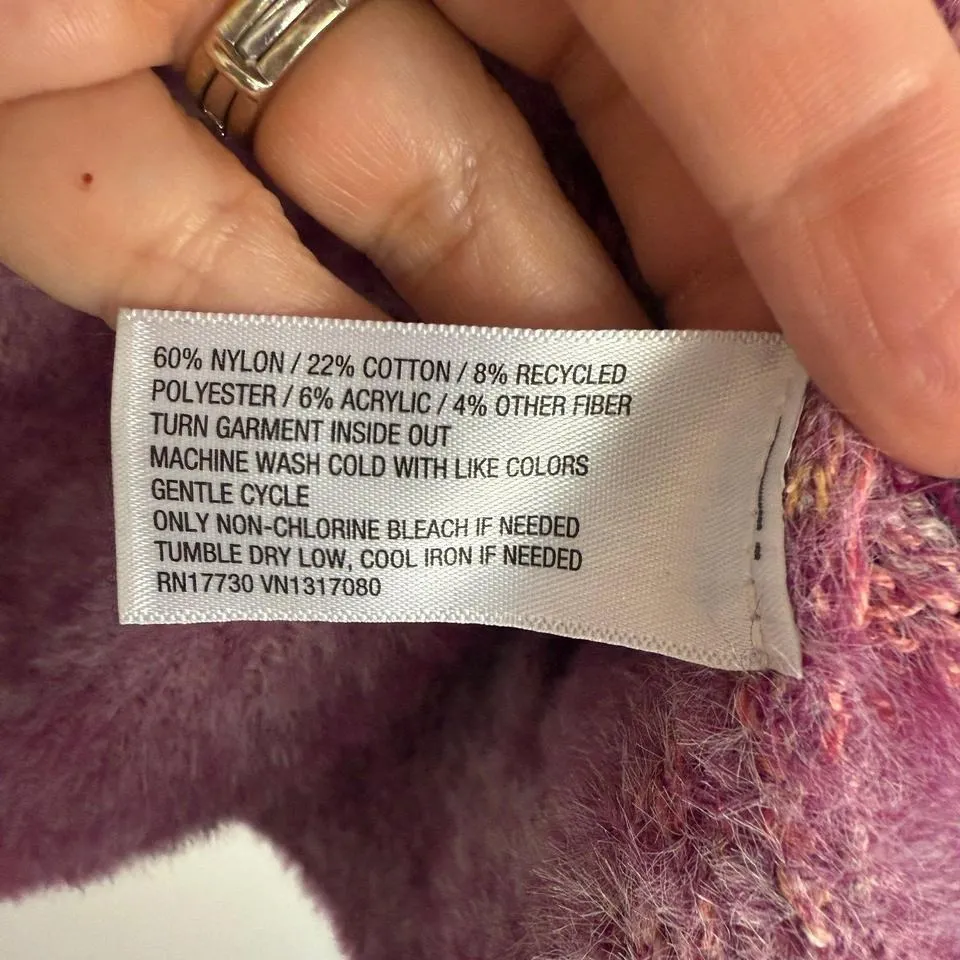 60% NYLON / 22% COTTON / 8% RECYCLED
POLYESTER / 6% ACRYLIC / 4% OTHER FIBER
TURN GARMENT INSIDE OUT
MACHINE WASH COLD WITH LIKE COLORS
GENTLE CYCLE
ONLY NON-CHLORINE BLEACH IF NEEDED
TUMBLE DRY LOW, COOL IRON IF NEEDED
RN17730 VN1317080